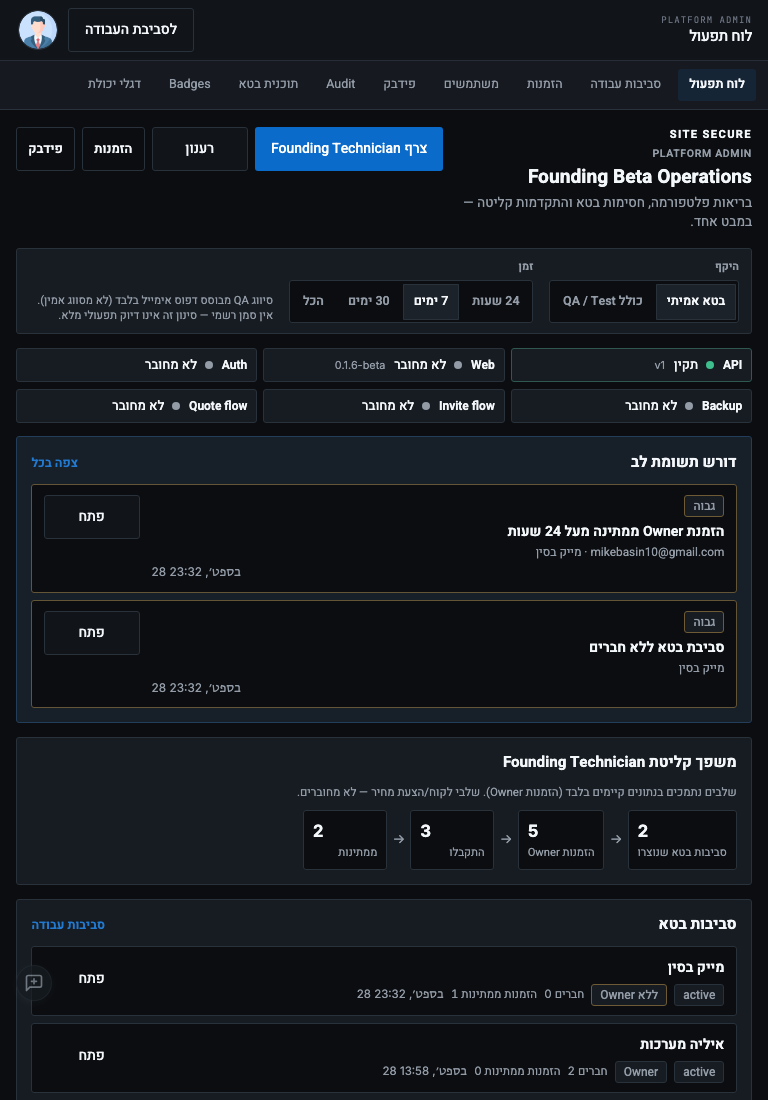 PLATFORM ADMIN
לוח תפעול
לסביבת העבודה
לוח תפעול
סביבות עבודה
הזמנות
משתמשים
פידבק
Audit
תוכנית בטא
Badges
דגלי יכולת
SITE SECURE
PLATFORM ADMIN
Founding Beta Operations
בריאות פלטפורמה, חסימות בטא והתקדמות קליטה —
במבט אחד.
צרף Founding Technician
רענון
הזמנות
פידבק
היקף
בטא אמיתי
כולל QA / Test
זמן
24 שעות
7 ימים
30 ימים
הכל
סיווג QA מבוסס דפוס אימייל בלבד (לא מסווג אמין).
אין סמן רשמי — סינון זה אינו דיוק תפעולי מלא.
API תקין v1
Web לא מחובר 0.1.6-beta
Auth לא מחובר
Backup לא מחובר
Invite flow לא מחובר
Quote flow לא מחובר
דורש תשומת לב
צפה בכל
גבוה
הזמנת Owner ממתינה מעל 24 שעות
mikebasin10@gmail.com · מייק בסין
28 בספט׳, 23:32
פתח
גבוה
סביבת בטא ללא חברים
מייק בסין
28 בספט׳, 23:32
פתח
משפך קליטת Founding Technician
שלבים נתמכים בנתונים קיימים בלבד (הזמנות Owner). שלבי לקוח/הצעת מחיר — לא מחוברים.
2
סביבות בטא שנוצרו
→
5
הזמנות Owner
→
3
התקבלו
→
2
ממתינות
סביבות בטא
סביבות עבודה
מייק בסין
active ללא Owner חברים 0 הזמנות ממתינות 1 28 בספט׳, 23:32
פתח
איליה מערכות
active Owner חברים 2 הזמנות ממתינות 0 28 בספט׳, 13:58
פתח